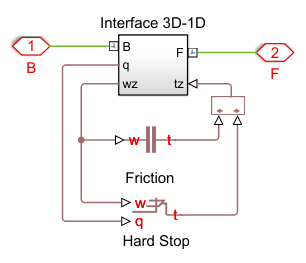 Interface 3D-1D
1
B
B
q
wz
F
tz
2
F
w
t
Friction
w
q
t
Hard Stop